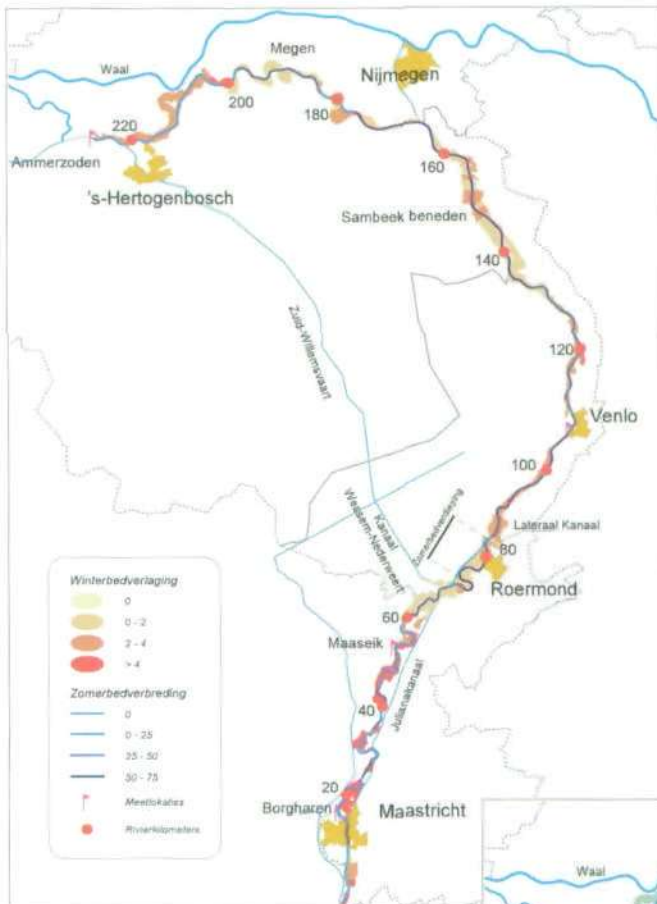 Megen
Waal
Nijmegen
200
180
220
Ammerzoden
160
's-Hertogenbosch
Sambeek beneden
140
Zuid-Willemsvaart
120
Venlo
100
Kanaal
Wessem-Nederweert
Zomerbedverdieping
Lateraal Kanaal
80
Roermond
60
Maaseik
Julianakanaal
40
20
Borgharen
Maastricht
Winterbedverlaging
0
0 - 2
2 - 4
> 4
Zomerbedverbreding
0
0 - 25
25 - 50
50 - 75
Meetlokaties
Rivierkilometers
Waal